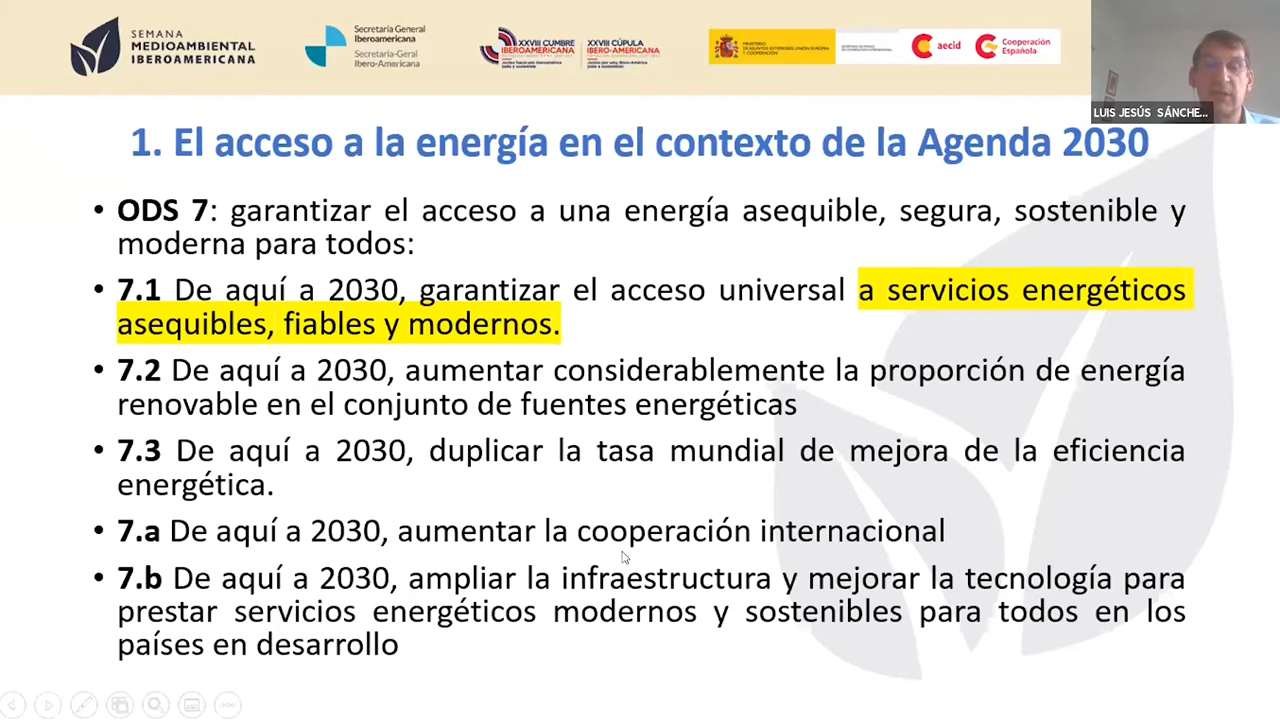 SEMANA
MEDIOAMBIENTAL
IBEROAMERICANA
Secretaría General
Iberoamericana
Secretaria-Geral
Ibero-Americana
XXVIII CUMBRE
IBEROAMERICANA
XXVIII CÚPULA
IBERO-AMERICANA
aecid
Cooperación
Española
LUIS JESÚS SÁNCHE...
1. El acceso a la energía en el contexto de la Agenda 2030
• ODS 7: garantizar el acceso a una energía asequible, segura, sostenible y
moderna para todos:
• 7.1 De aquí a 2030, garantizar el acceso universal a servicios energéticos
asequibles, fiables y modernos.
• 7.2 De aquí a 2030, aumentar considerablemente la proporción de energía
renovable en el conjunto de fuentes energéticas
• 7.3 De aquí a 2030, duplicar la tasa mundial de mejora de la eficiencia
energética.
• 7.a De aquí a 2030, aumentar la cooperación internacional
• 7.b De aquí a 2030, ampliar la infraestructura y mejorar la tecnología para
prestar servicios energéticos modernos y sostenibles para todos en los
países en desarrollo